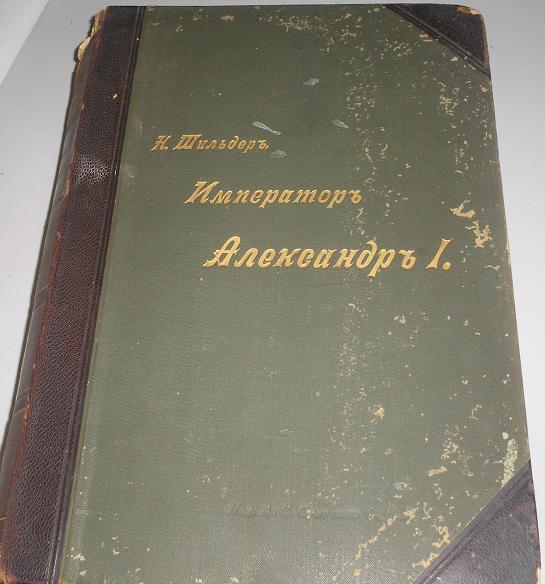 Н. Шильдеръ.
Императоръ
Александръ I.
А. С.